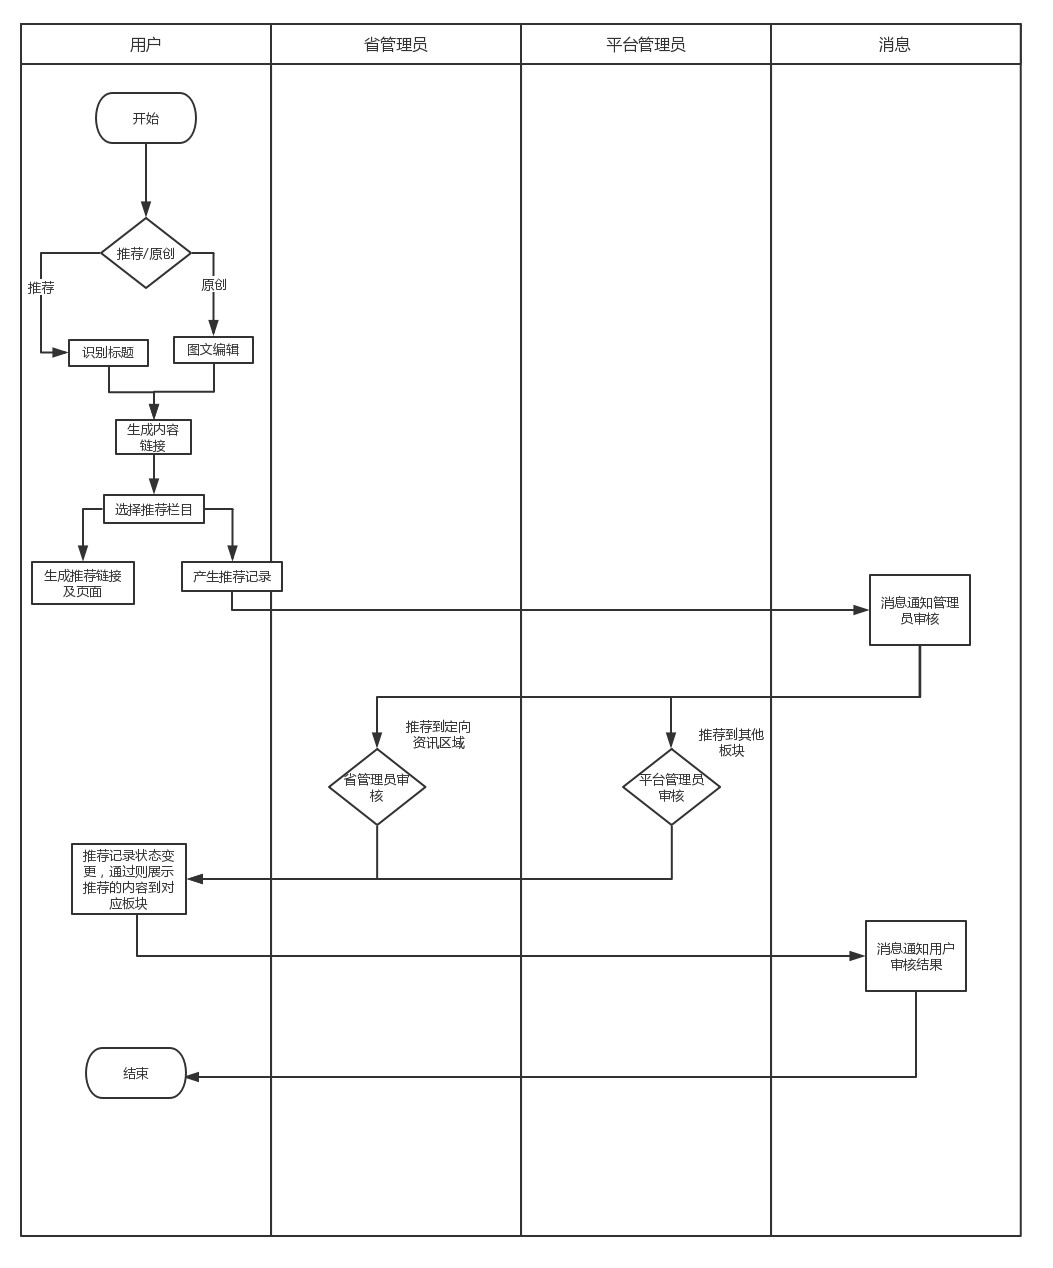 用户
省管理员
平台管理员
消息
开始
推荐/原创
推荐
原创
识别标题
图文编辑
生成内容
链接
选择推荐栏目
生成推荐链接
及页面
产生推荐记录
消息通知管理
员审核
推荐到定向
资讯区域
推荐到其他
板块
省管理员审
核
平台管理员
审核
推荐记录状态变
更，通过则展示
推荐的内容到对
应板块
消息通知用户
审核结果
结束